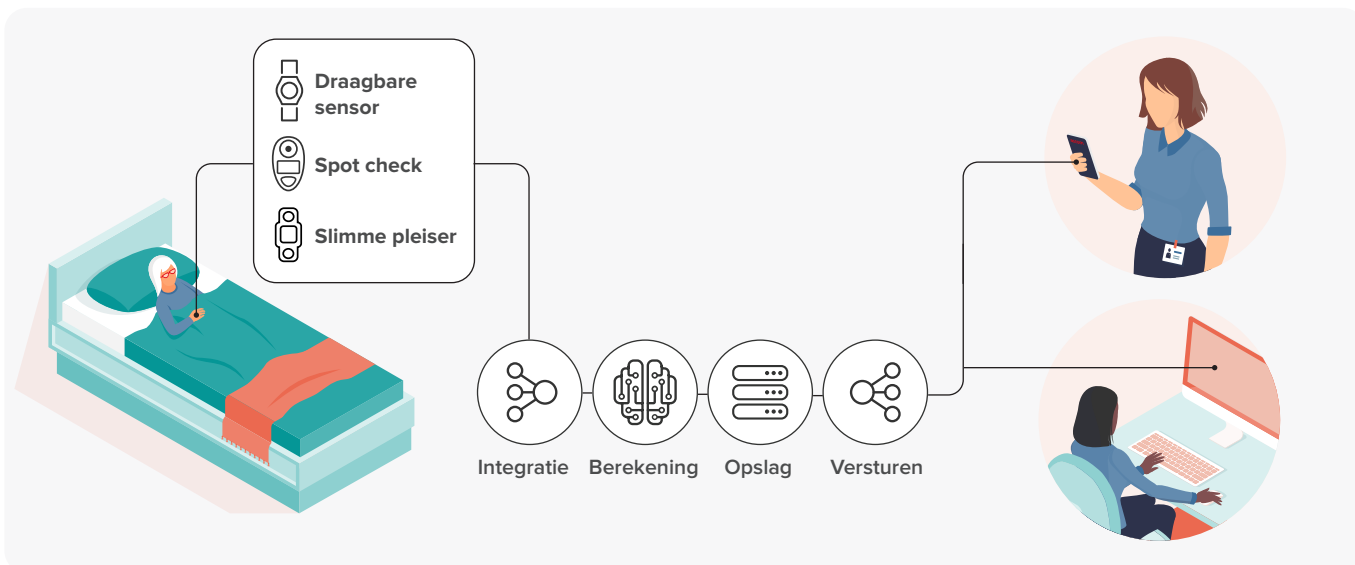 Draagbare
sensor
Spot check
Slimme pleiser
Integratie
Berekening
Opslag
Versturen